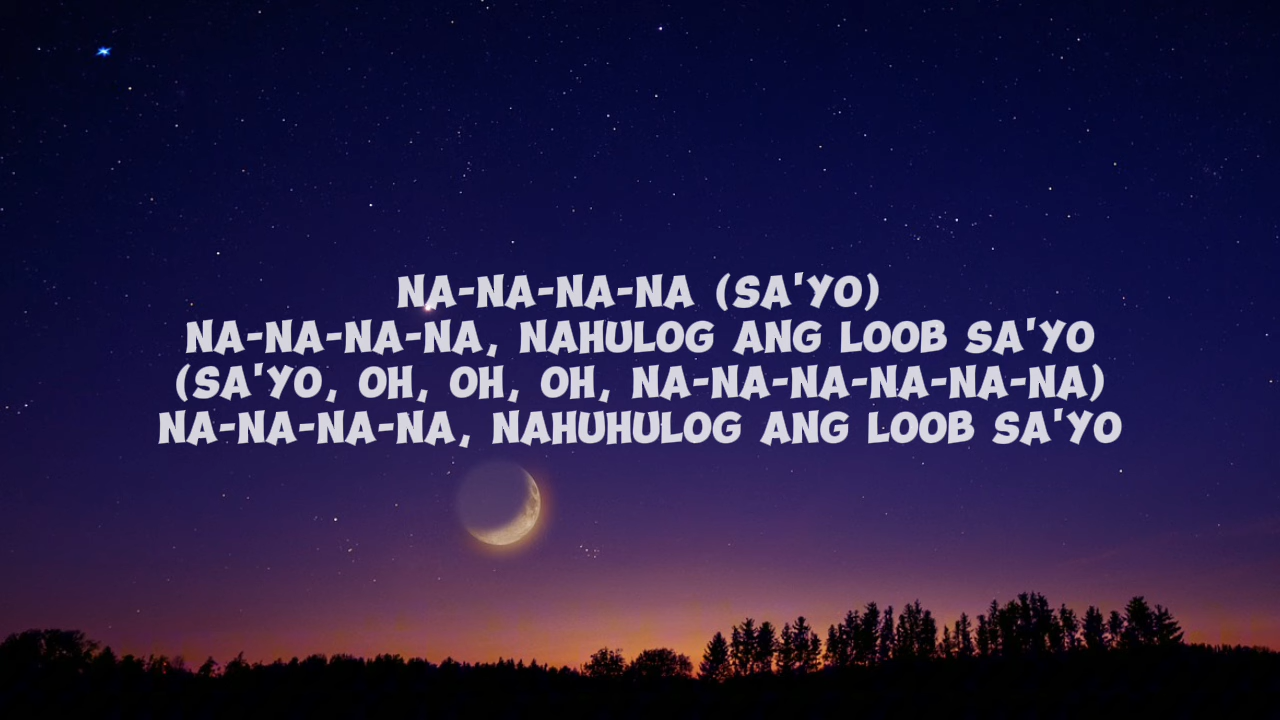 NA-NA-NA-NA (SA'YO)
NA-NA-NA-NA, NAHULOG ANG LOOB SA'YO
(SA'YO, OH, OH, OH, NA-NA-NA-NA-NA-NA)
NA-NA-NA-NA, NAHUHULOG ANG LOOB SA'YO